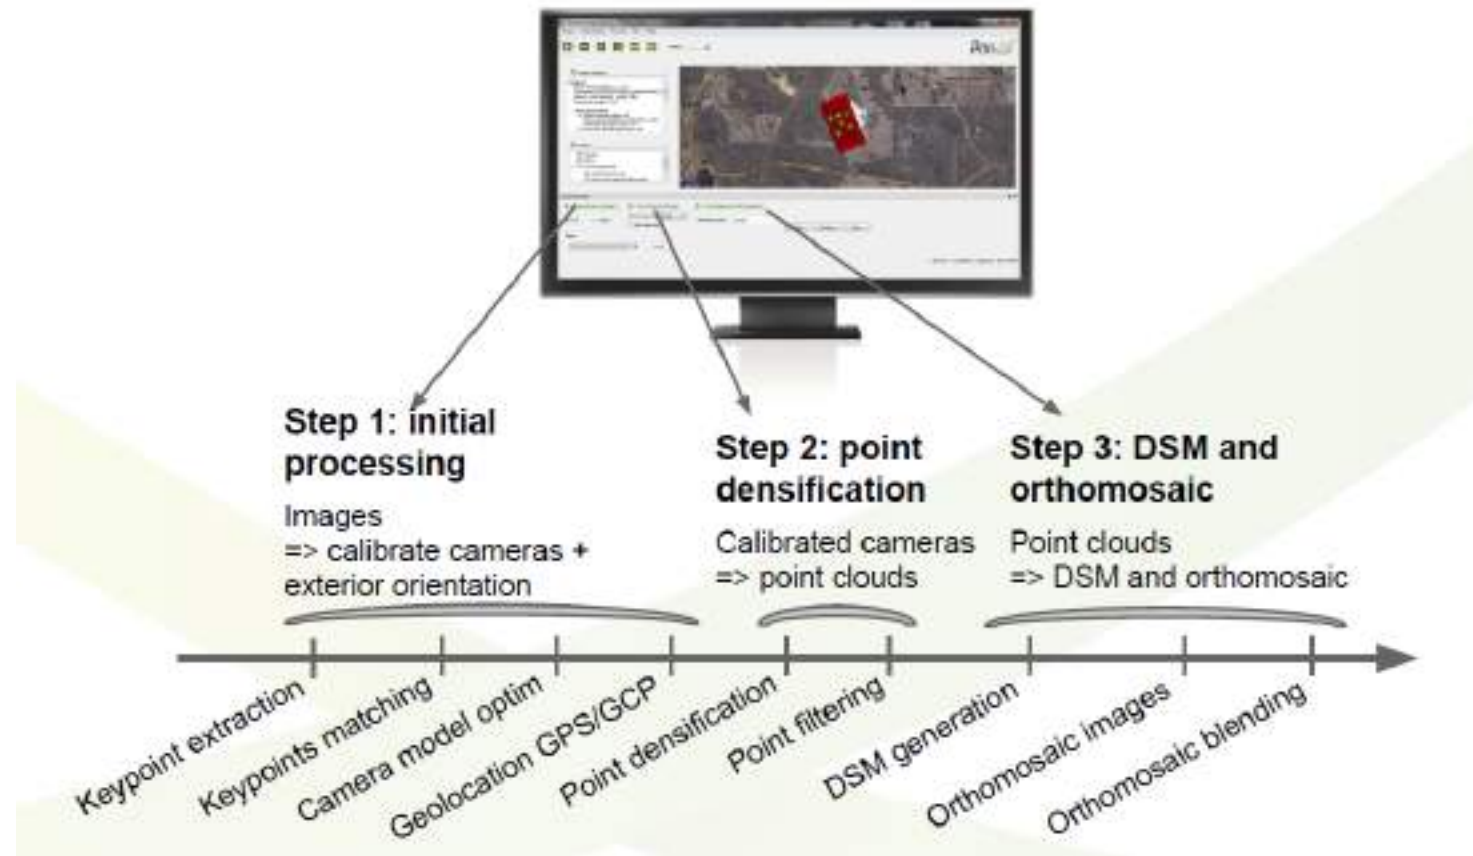 Step 1: initial
processing
Images
=> calibrate cameras +
exterior orientation
Step 2: point
densification
Calibrated cameras
=> point clouds
Step 3: DSM and
orthomosaic
Point clouds
=> DSM and orthomosaic
Keypoint extraction
Keypoints matching
Camera model optim
Geolocation GPS/GCP
Point densification
Point filtering
DSM generation
Orthomosaic images
Orthomosaic blending